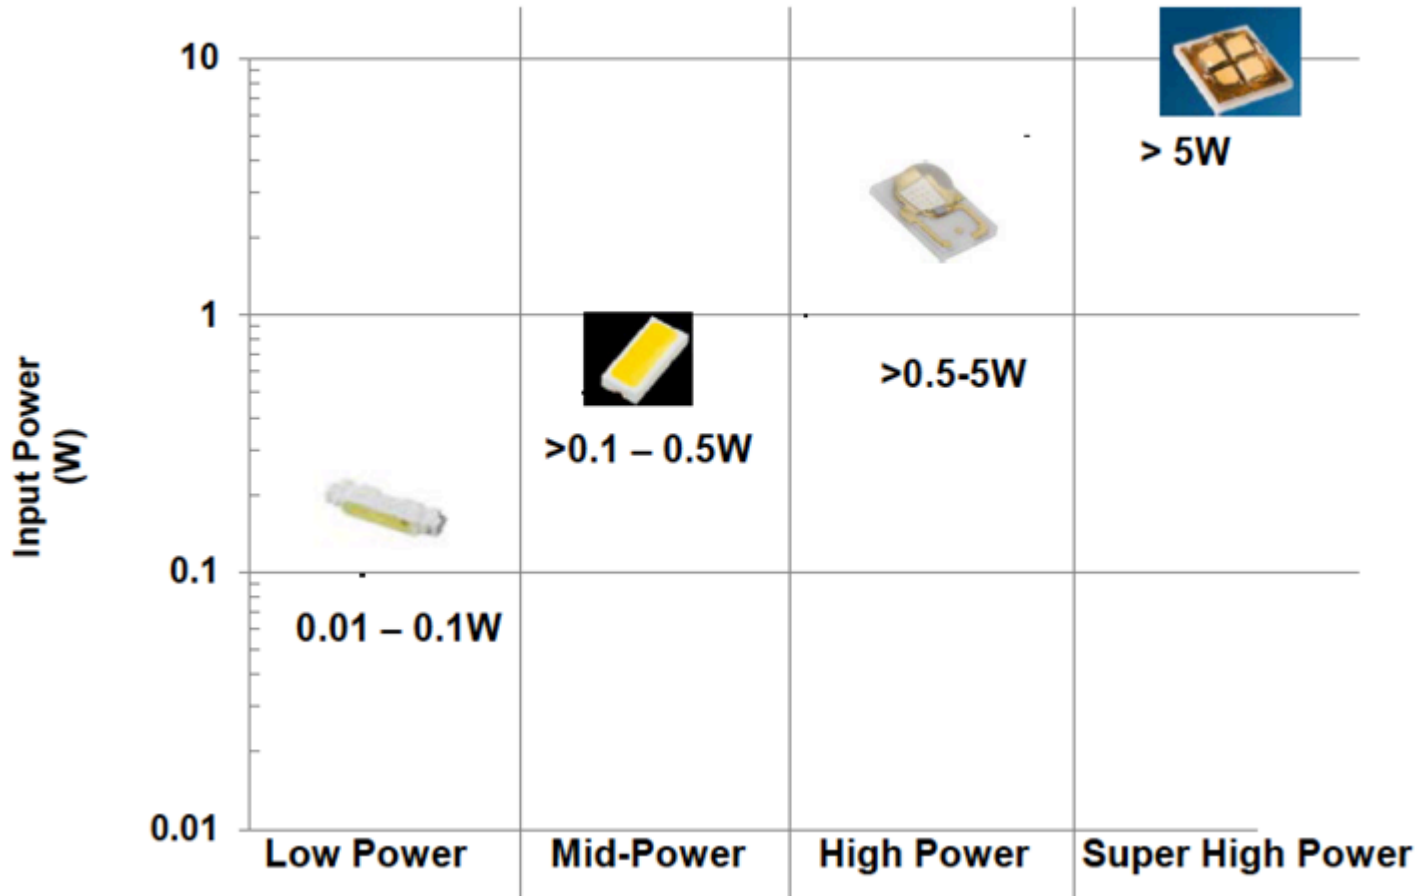 10
> 5W
1
>0.5-5W
Input Power
(W)
>0.1 – 0.5W
0.1
0.01 – 0.1W
0.01
Low Power
Mid-Power
High Power
Super High Power